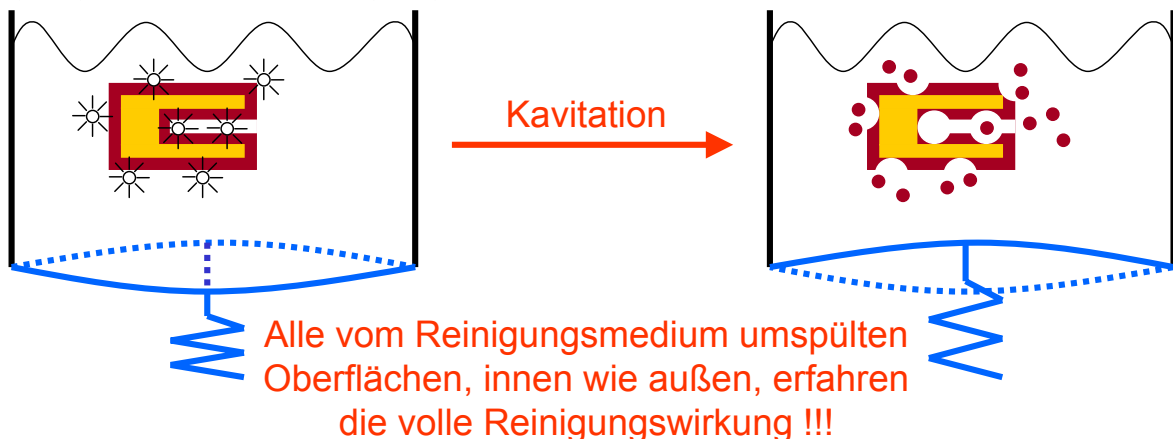 Kavitation
Alle vom Reinigungsmedium umspülten
Oberflächen, innen wie außen, erfahren
die volle Reinigungswirkung !!!